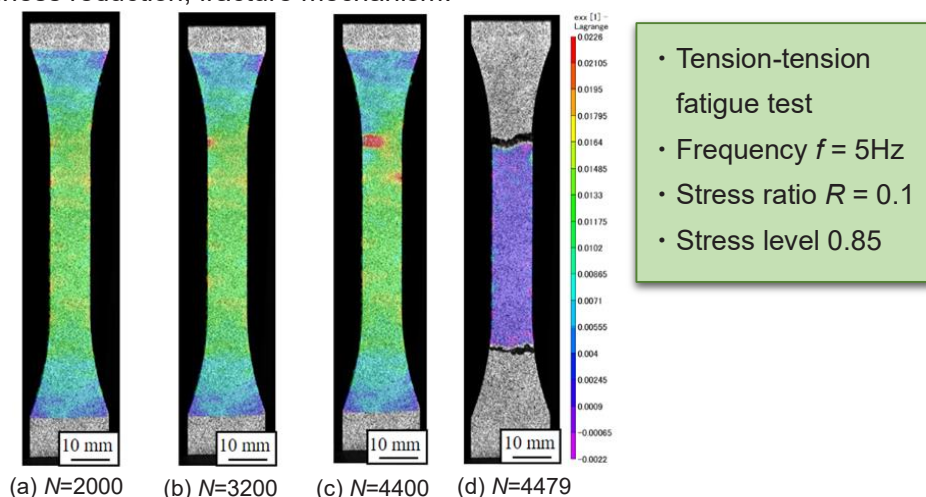 reduction, fracture mechanism.
exx [1] -
Lagrange
0.0226
0.02105
0.0195
0.01795
0.0164
0.01485
0.0133
0.01175
0.0102
0.00865
0.0071
0.00555
0.004
0.00245
0.0009
-0.00065
-0.0022
・Tension-tension
fatigue test
・Frequency f = 5Hz
・Stress ratio R = 0.1
・Stress level 0.85
10 mm
10 mm
10 mm
10 mm
(a) N=2000
(b) N=3200
(c) N=4400
(d) N=4479